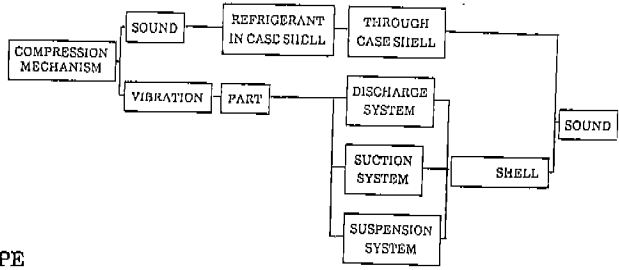 SOUND
REFRIGERANT
IN CASE SHELL
THROUGH
CASE SHELL
COMPRESSION
MECHANISM
VIBRATION
PART
DISCHARGE
SYSTEM
SOUND
SUCTION
SYSTEM
SHELL
SUSPENSION
SYSTEM
PE